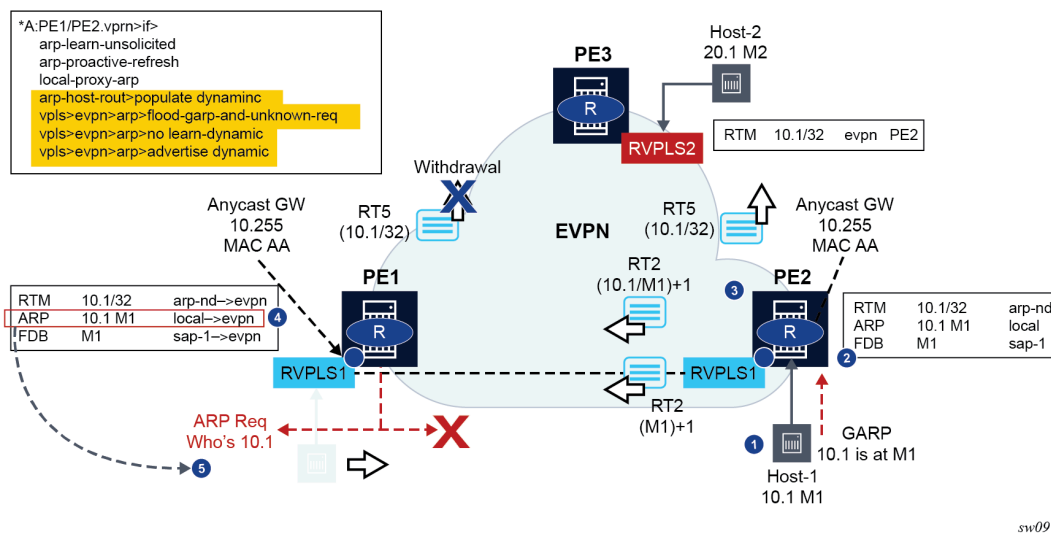 *A:PE1/PE2.vprn>if>
arp-learn-unsolicited
arp-proactive-refresh
local-proxy-arp
arp-host-rout>populate dynaminc
vpls>evpn>arp>flood-garp-and-unknown-req
vpls>evpn>arp>no learn-dynamic
vpls>evpn>arp>advertise dynamic
Host-2
20.1 M2
PE3
R
RVPLS2
RTM 10.1/32 evpn PE2
Withdrawal
X
RT5
(10.1/32)
EVPN
RT5
(10.1/32)
Anycast GW
10.255
MAC AA
Anycast GW
10.255
MAC AA
PE1
R
RT2
(10.1/M1)+1
3
PE2
R
RTM 10.1/32 arp-nd–>evpn
ARP 10.1 M1 local–>evpn
FDB M1 sap-1–>evpn
4
RTM 10.1/32 arp-nd
ARP 10.1 M1 local
FDB M1 sap-1
2
RVPLS1
RVPLS1
RT2
(M1)+1
ARP Req
Who's 10.1
X
5
1
GARP
10.1 is at M1
Host-1
10.1 M1
sw09